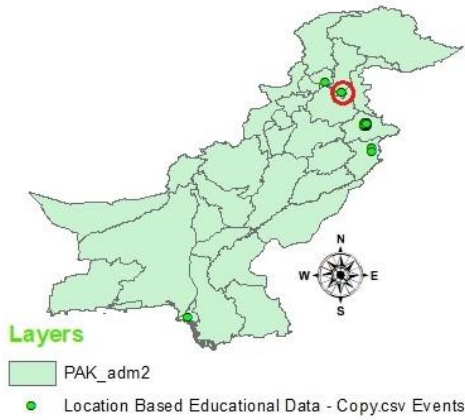 N
W E
S
Layers
PAK_adm2
Location Based Educational Data - Copy.csv Events